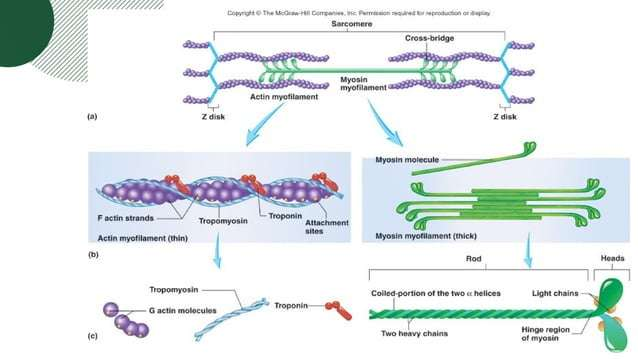 Copyright © The McGraw-Hill Companies, Inc. Permission required for reproduction or display.
Sarcomere
Cross-bridge
Myosin
myofilament
Actin myofilament
(a)
Z disk
Z disk
F actin strands
Tropomyosin
Troponin
Attachment
sites
Actin myofilament (thin)
(b)
Myosin molecule
Myosin myofilament (thick)
Tropomyosin
G actin molecules
Troponin
(c)
Rod
Heads
Coiled-portion of the two α helices
Light chains
Two heavy chains
Hinge region
of myosin